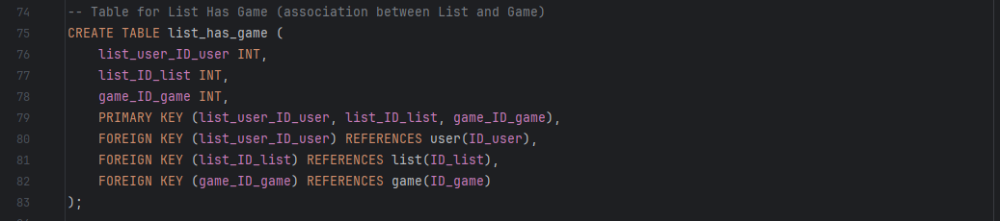 74 -- Table for List Has Game (association between List and Game)
75 CREATE TABLE list_has_game (
76 list_user_ID_user INT,
77 list_ID_list INT,
78 game_ID_game INT,
79 PRIMARY KEY (list_user_ID_user, list_ID_list, game_ID_game),
80 FOREIGN KEY (list_user_ID_user) REFERENCES user(ID_user),
81 FOREIGN KEY (list_ID_list) REFERENCES list(ID_list),
82 FOREIGN KEY (game_ID_game) REFERENCES game(ID_game)
83 );